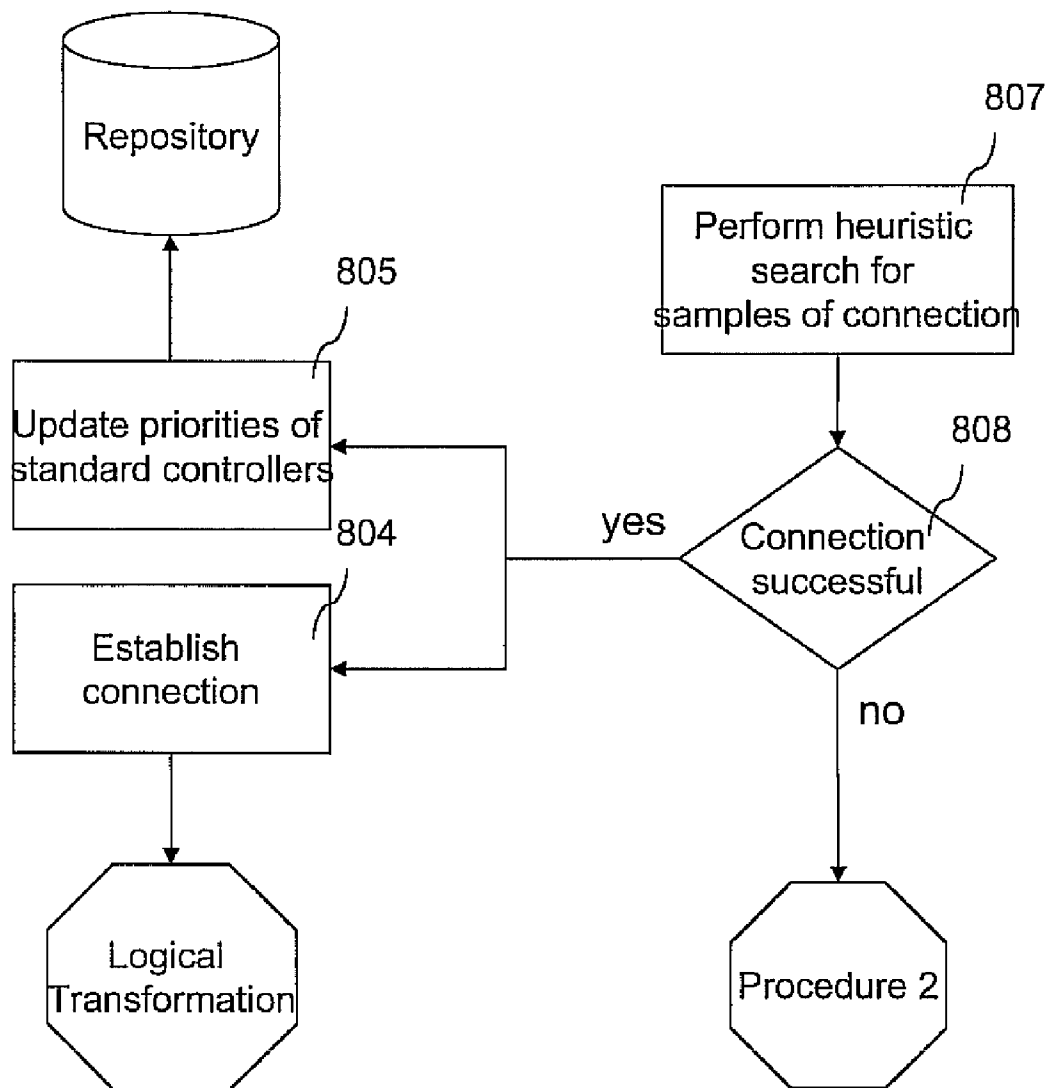 Repository
807
Perform heuristic
search for
samples of connection
805
Update priorities of
standard controllers
808
Connection
successful
yes
804
Establish
connection
no
Logical
Transformation
Procedure 2